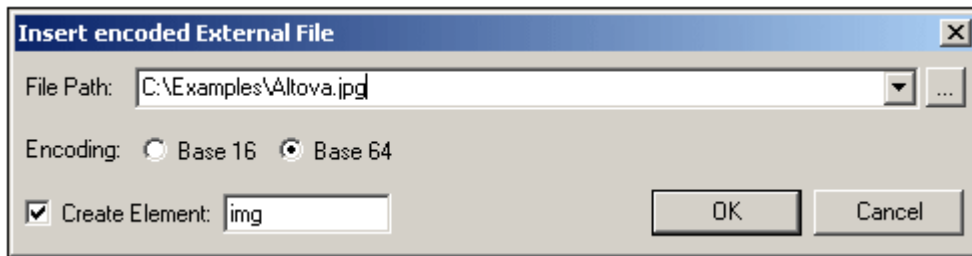 Insert encoded External File
File Path: C:\Examples\Altova.jpg ...
Encoding: Base 16 Base 64
Create Element: img OK Cancel